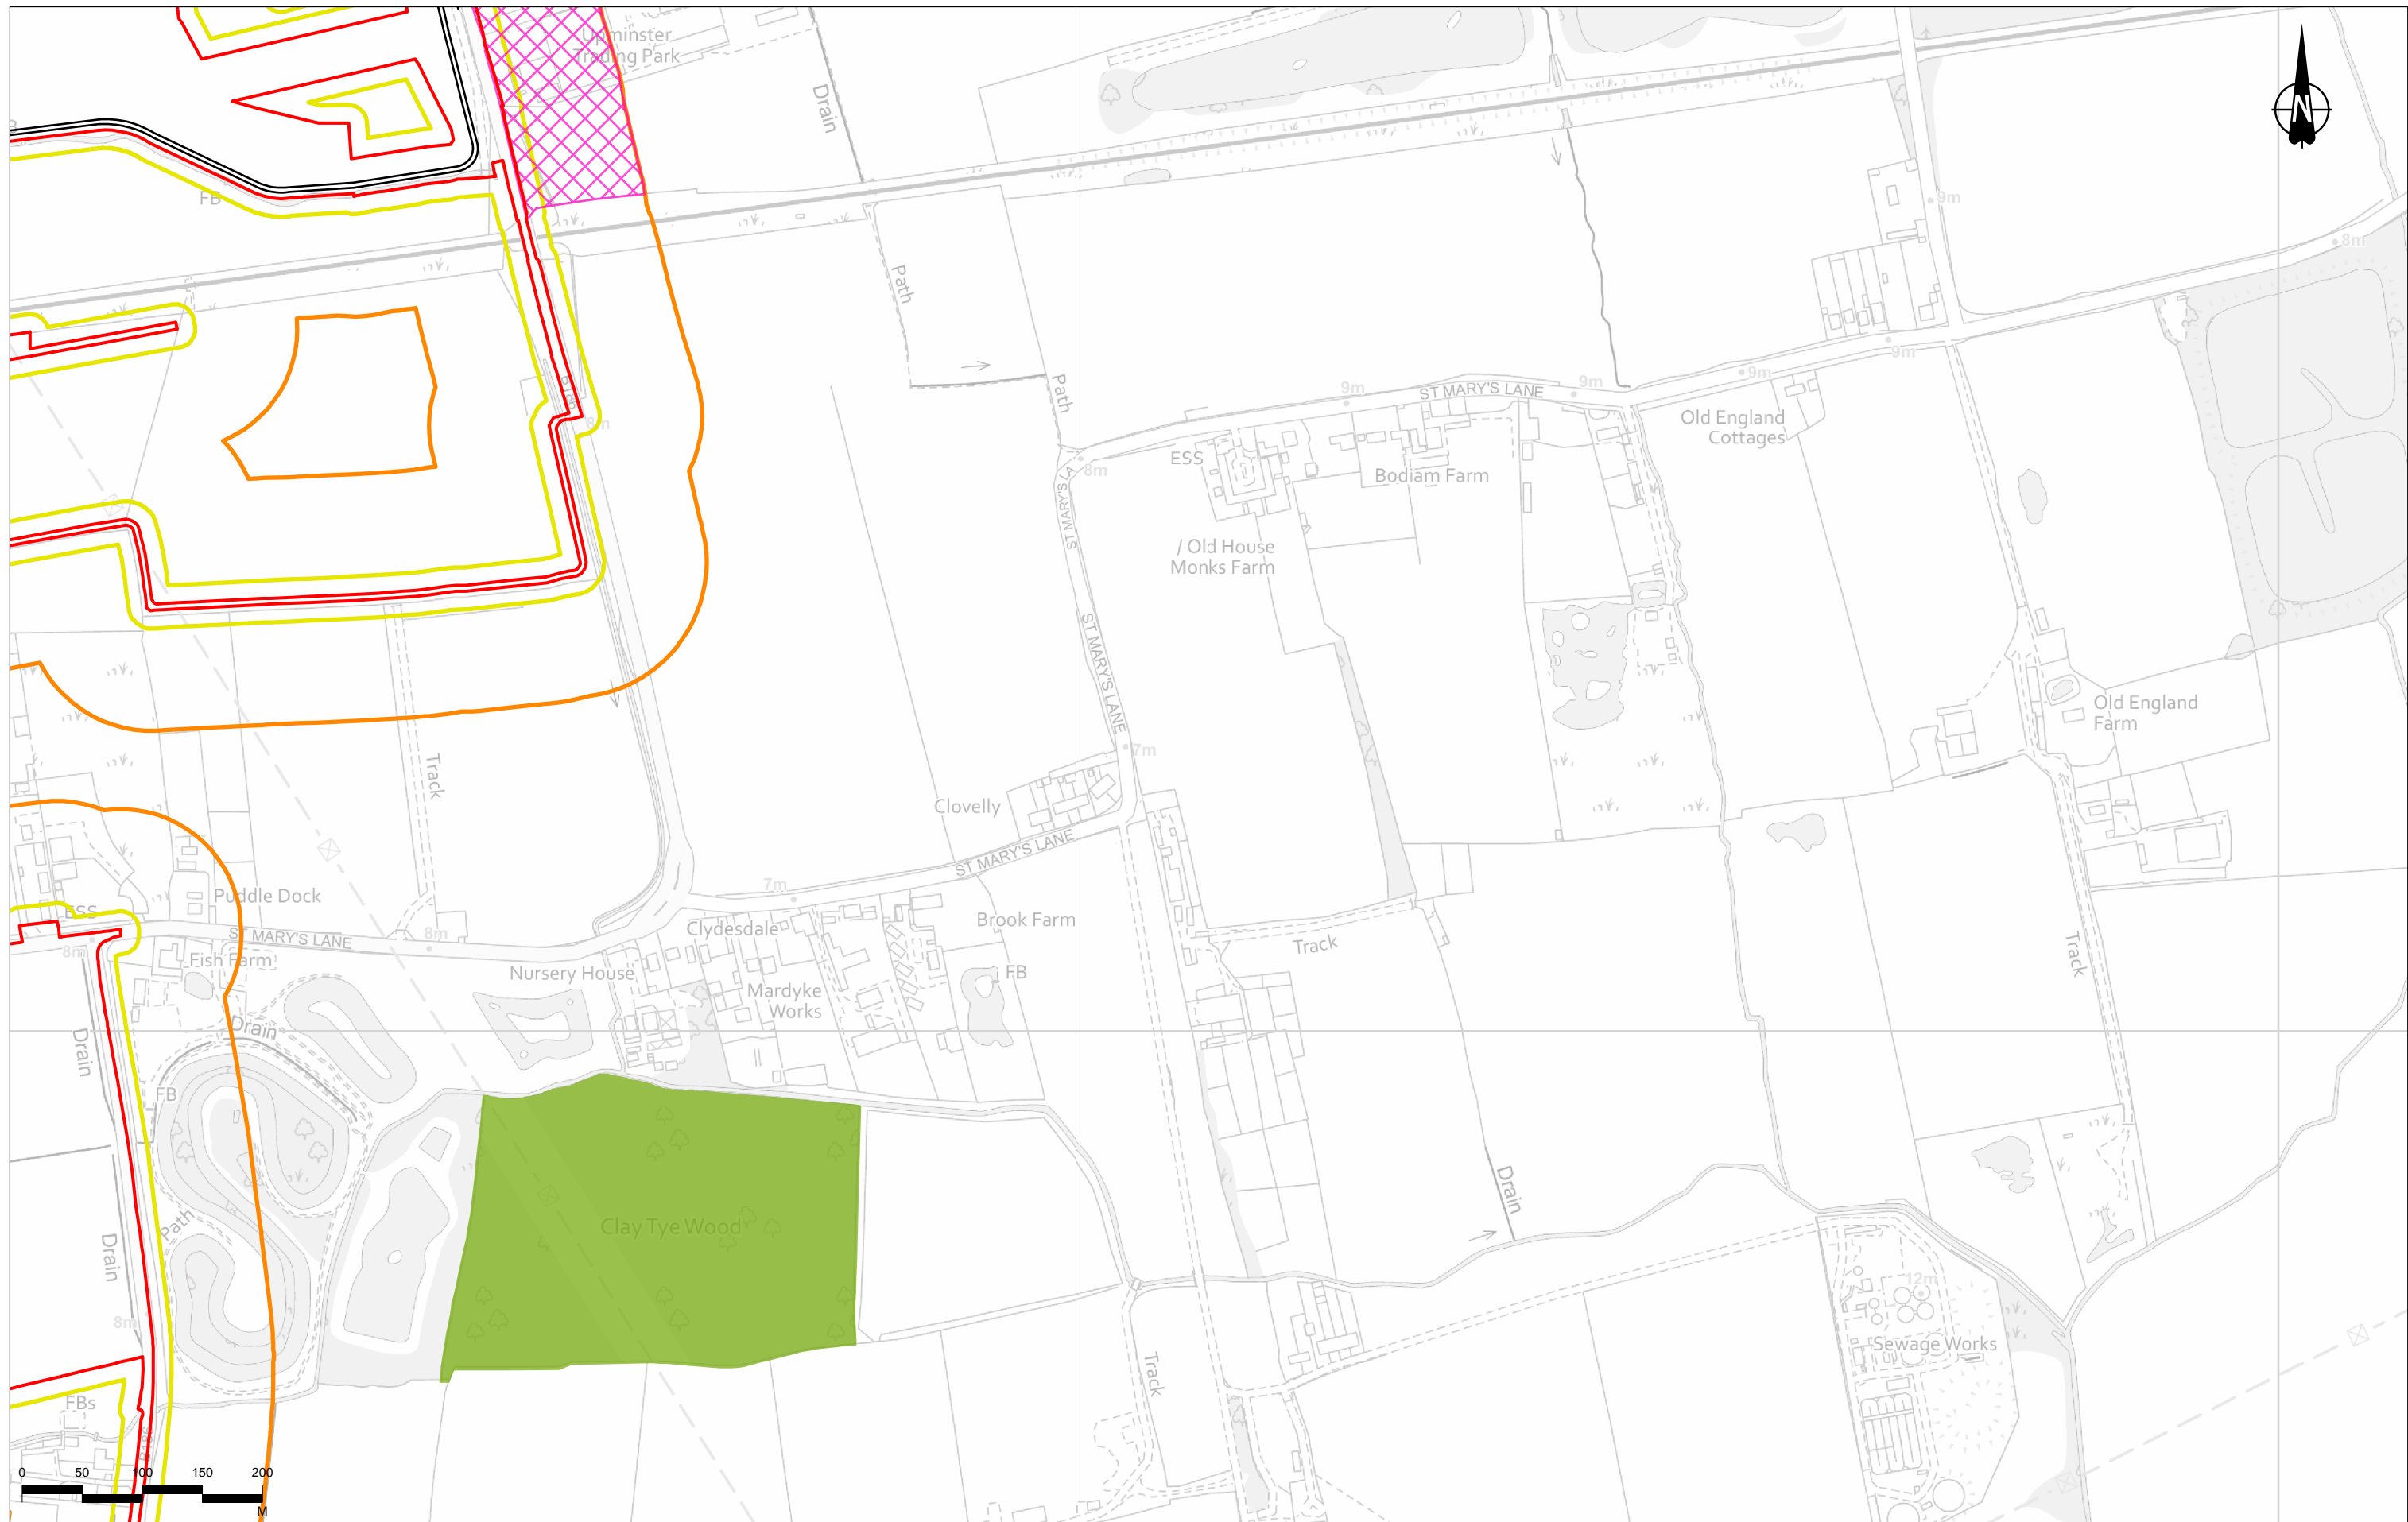 Upminster
Trading Park
Drain
N
FB
9m
8m
Path
Path
9m
8m
9m
9m
9m
ST MARY'S LANE
Old England
Cottages
ESS
8m
ST MARY'S LA
Bodiam Farm
/ Old House
Monks Farm
ST MARY'S LANE
Old England
Farm
7m
Track
Clovelly
ST MARY'S LANE
7m
Puddle Dock
ESS
Brook Farm
Clydesdale
8m
ST MARY'S LANE
Track
Track
8m
Fish Farm
Nursery House
FB
Mardyke
Works
Drain
Drain
FB
Drain
Path
Clay Tye Wood
Drain
12m
8m
Sewage Works
Track
FBs
0 50 100 150 200
M